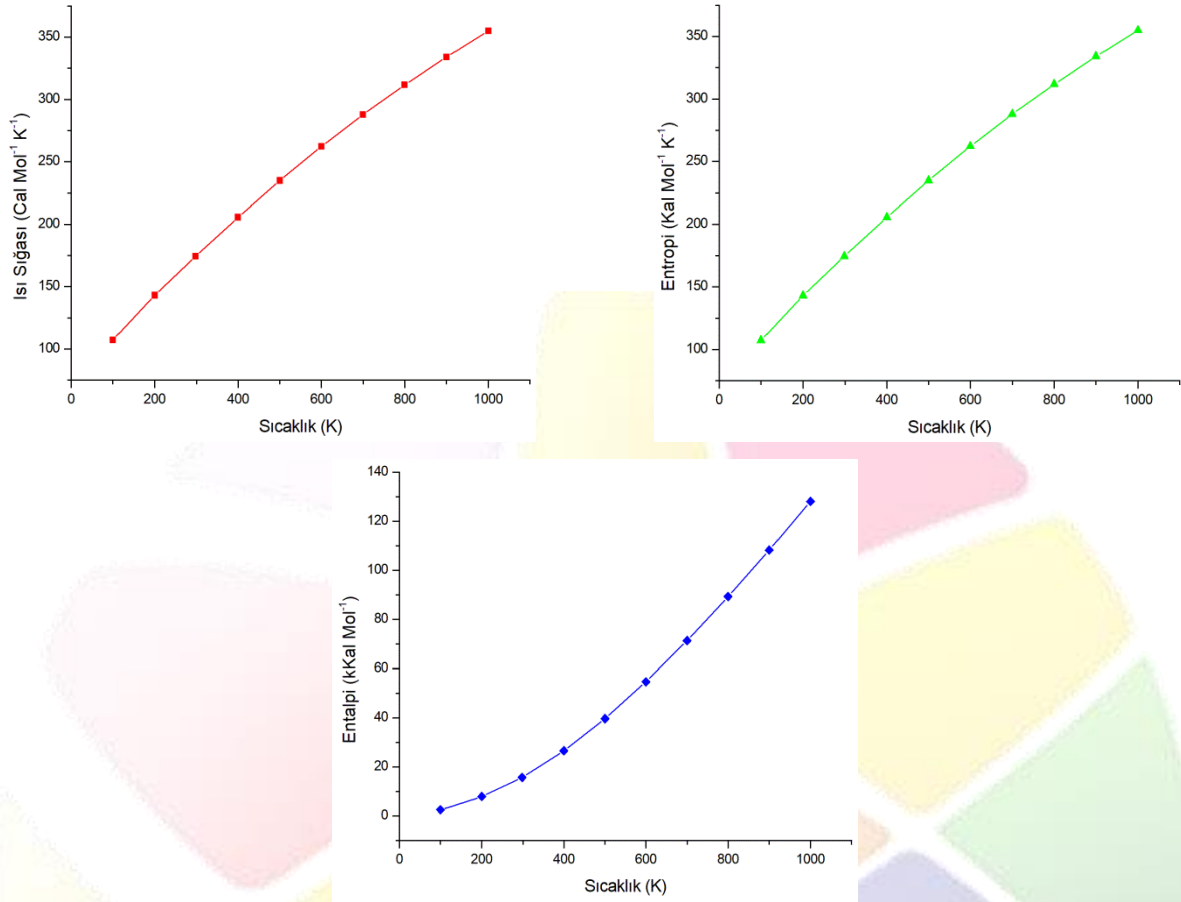 350
300
250
200
150
100
Isı Sığası (Cal Mol⁻¹ K⁻¹)
0 200 400 600 800 1000
Sıcaklık (K)
350
300
250
200
150
100
Entropi (Kal Mol⁻¹ K⁻¹)
0 200 400 600 800 1000
Sıcaklık (K)
140
120
100
80
60
40
20
0
Entalpi (kKal Mol⁻¹)
0 200 400 600 800 1000
Sıcaklık (K)